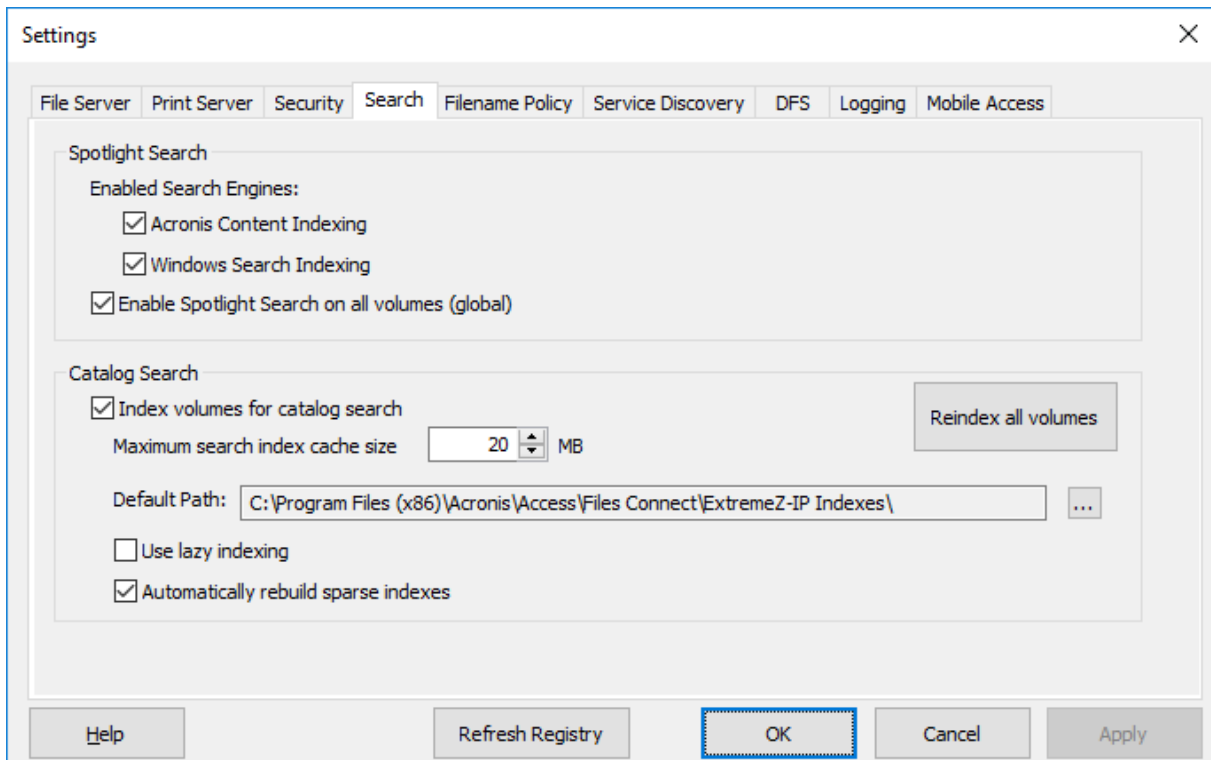 Settings
File Server Print Server Security Search Filename Policy Service Discovery DFS Logging Mobile Access
Spotlight Search
Enabled Search Engines:
Acronis Content Indexing
Windows Search Indexing
Enable Spotlight Search on all volumes (global)
Catalog Search
Index volumes for catalog search
Reindex all volumes
Maximum search index cache size 20 MB
Default Path: C:\Program Files (x86)\Acronis\Access\Files Connect\ExtremeZ-IP Indexes\ ...
Use lazy indexing
Automatically rebuild sparse indexes
Help Refresh Registry OK Cancel Apply